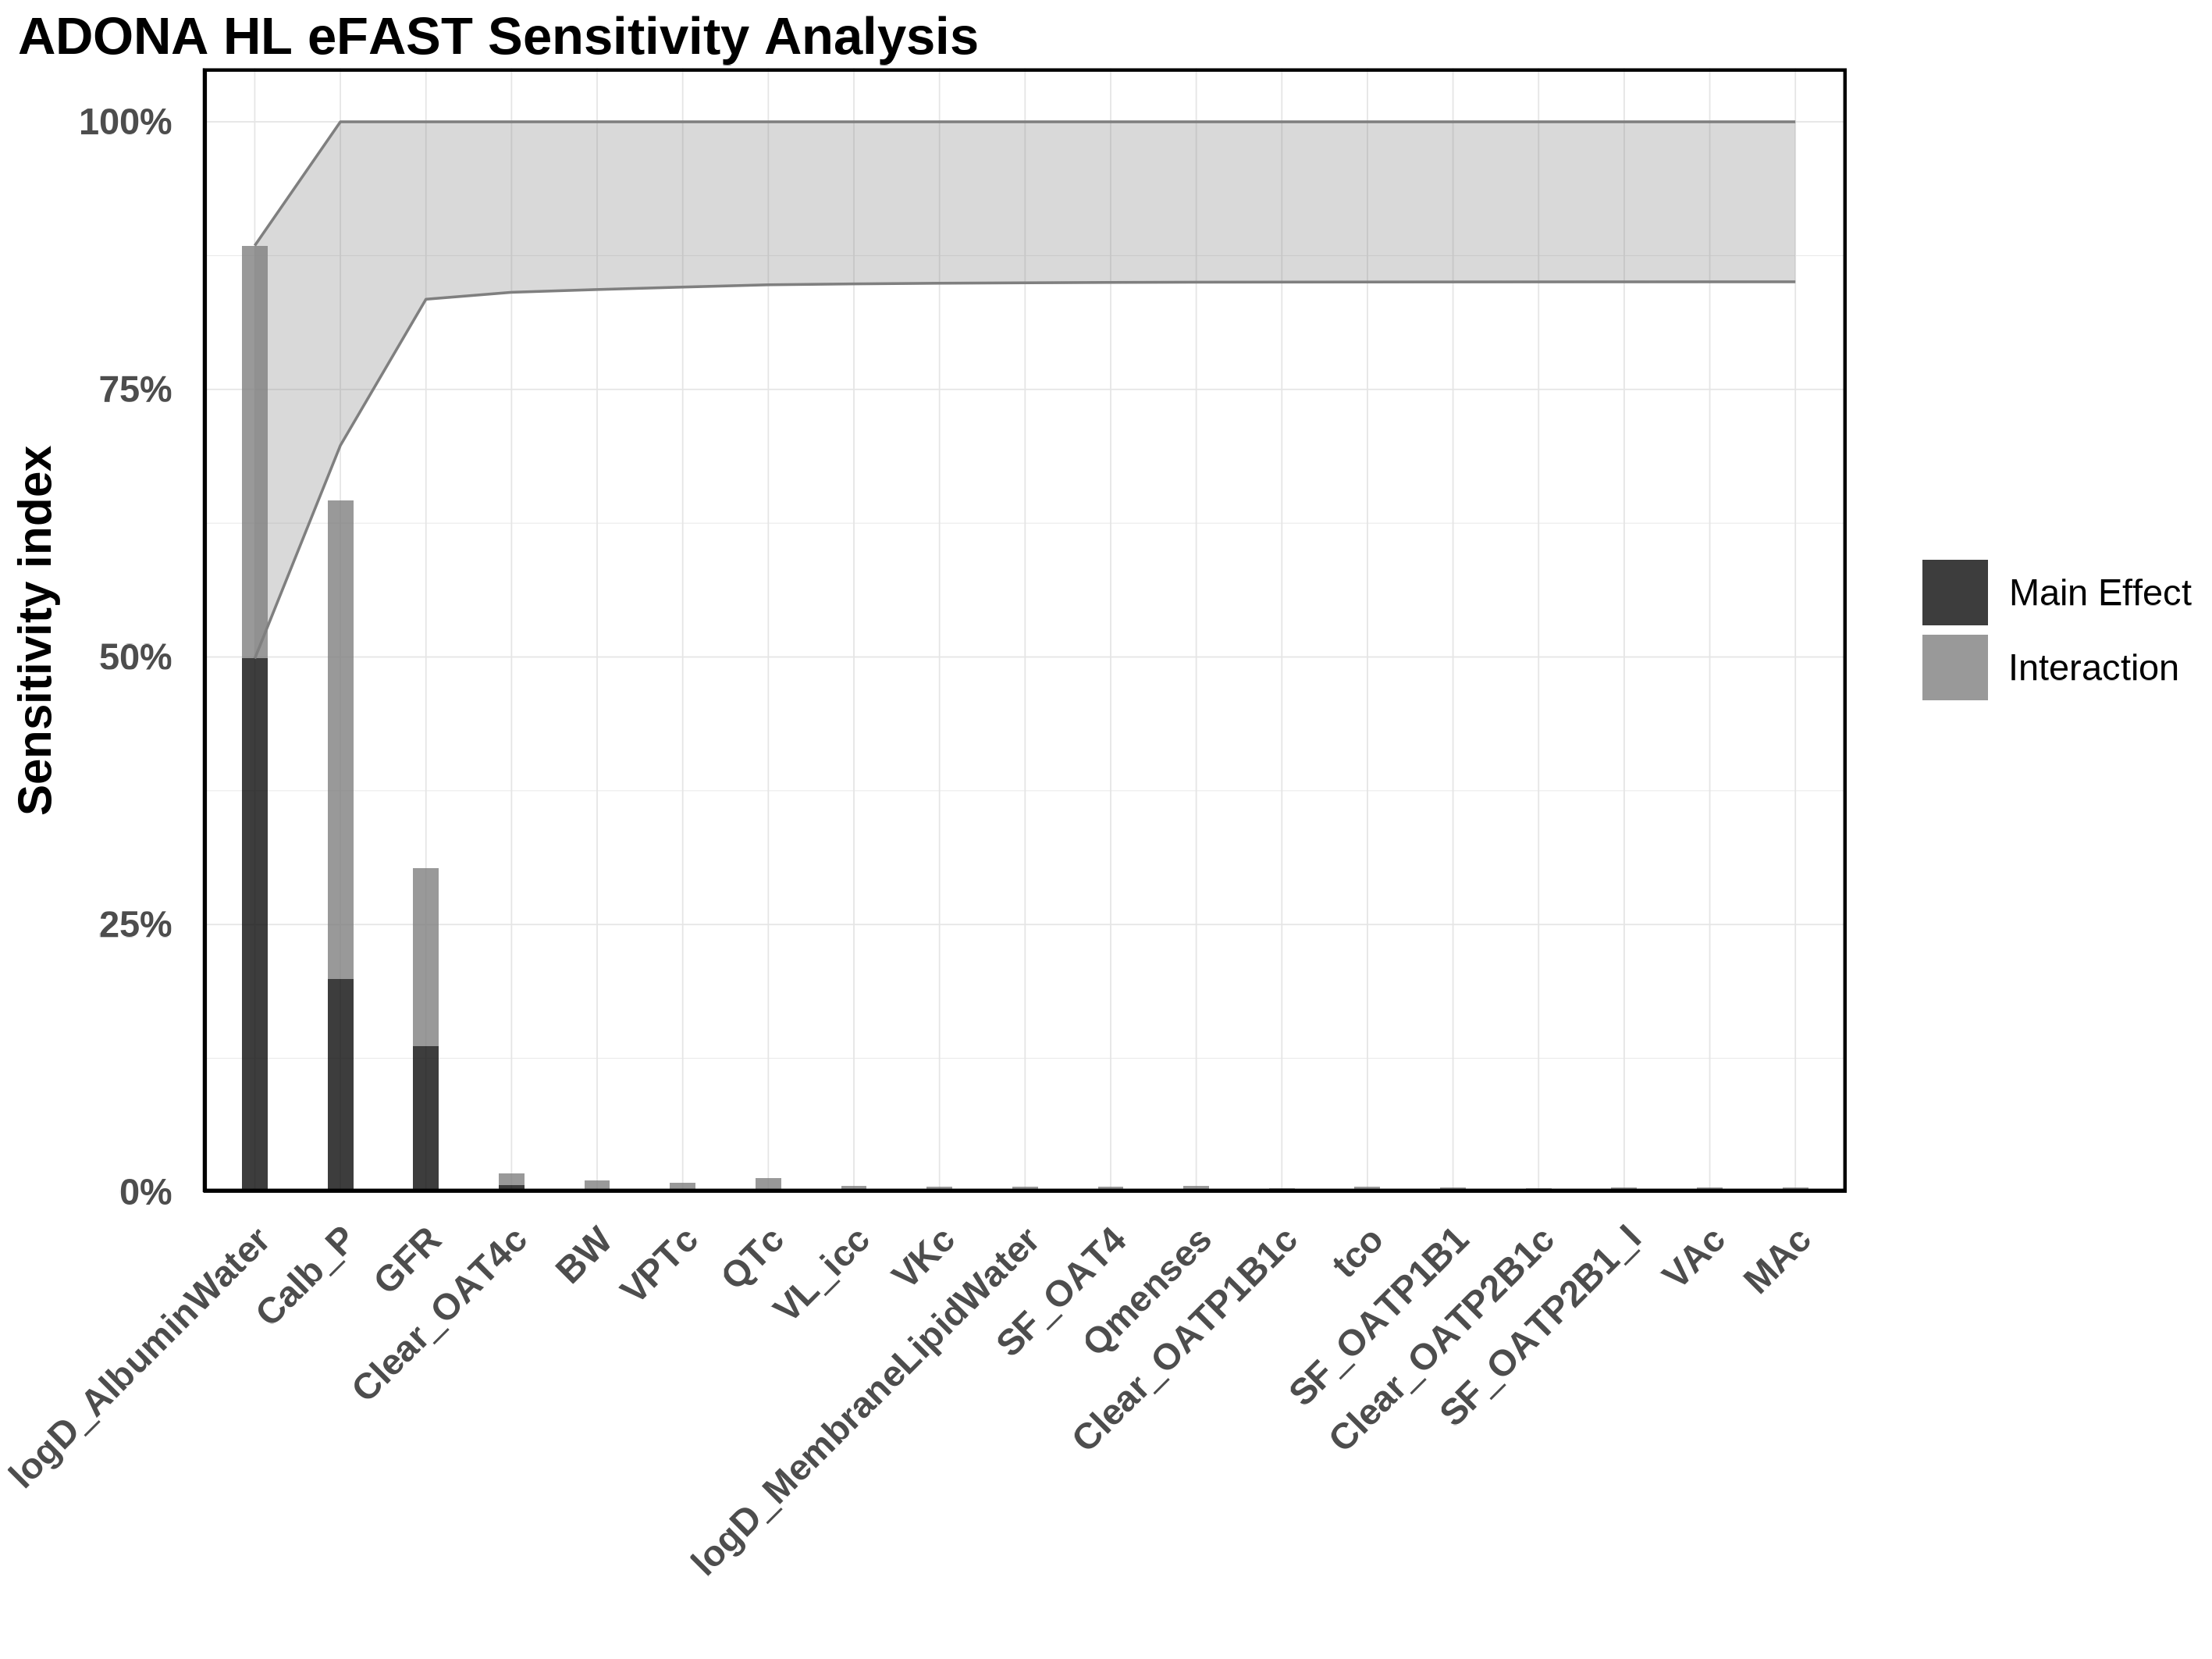 ADONA HL eFAST Sensitivity Analysis
Sensitivity index
100%
75%
50%
25%
0%
logD_AlbuminWater
Calb_P
GFR
Clear_OAT4c
BW
VPTc
QTc
VL_icc
VKc
logD_MembraneLipidWater
SF_OAT4
Qmenses
Clear_OATP1B1c
tco
SF_OATP1B1
Clear_OATP2B1c
SF_OATP2B1_l
VAc
MAc
Main Effect
Interaction